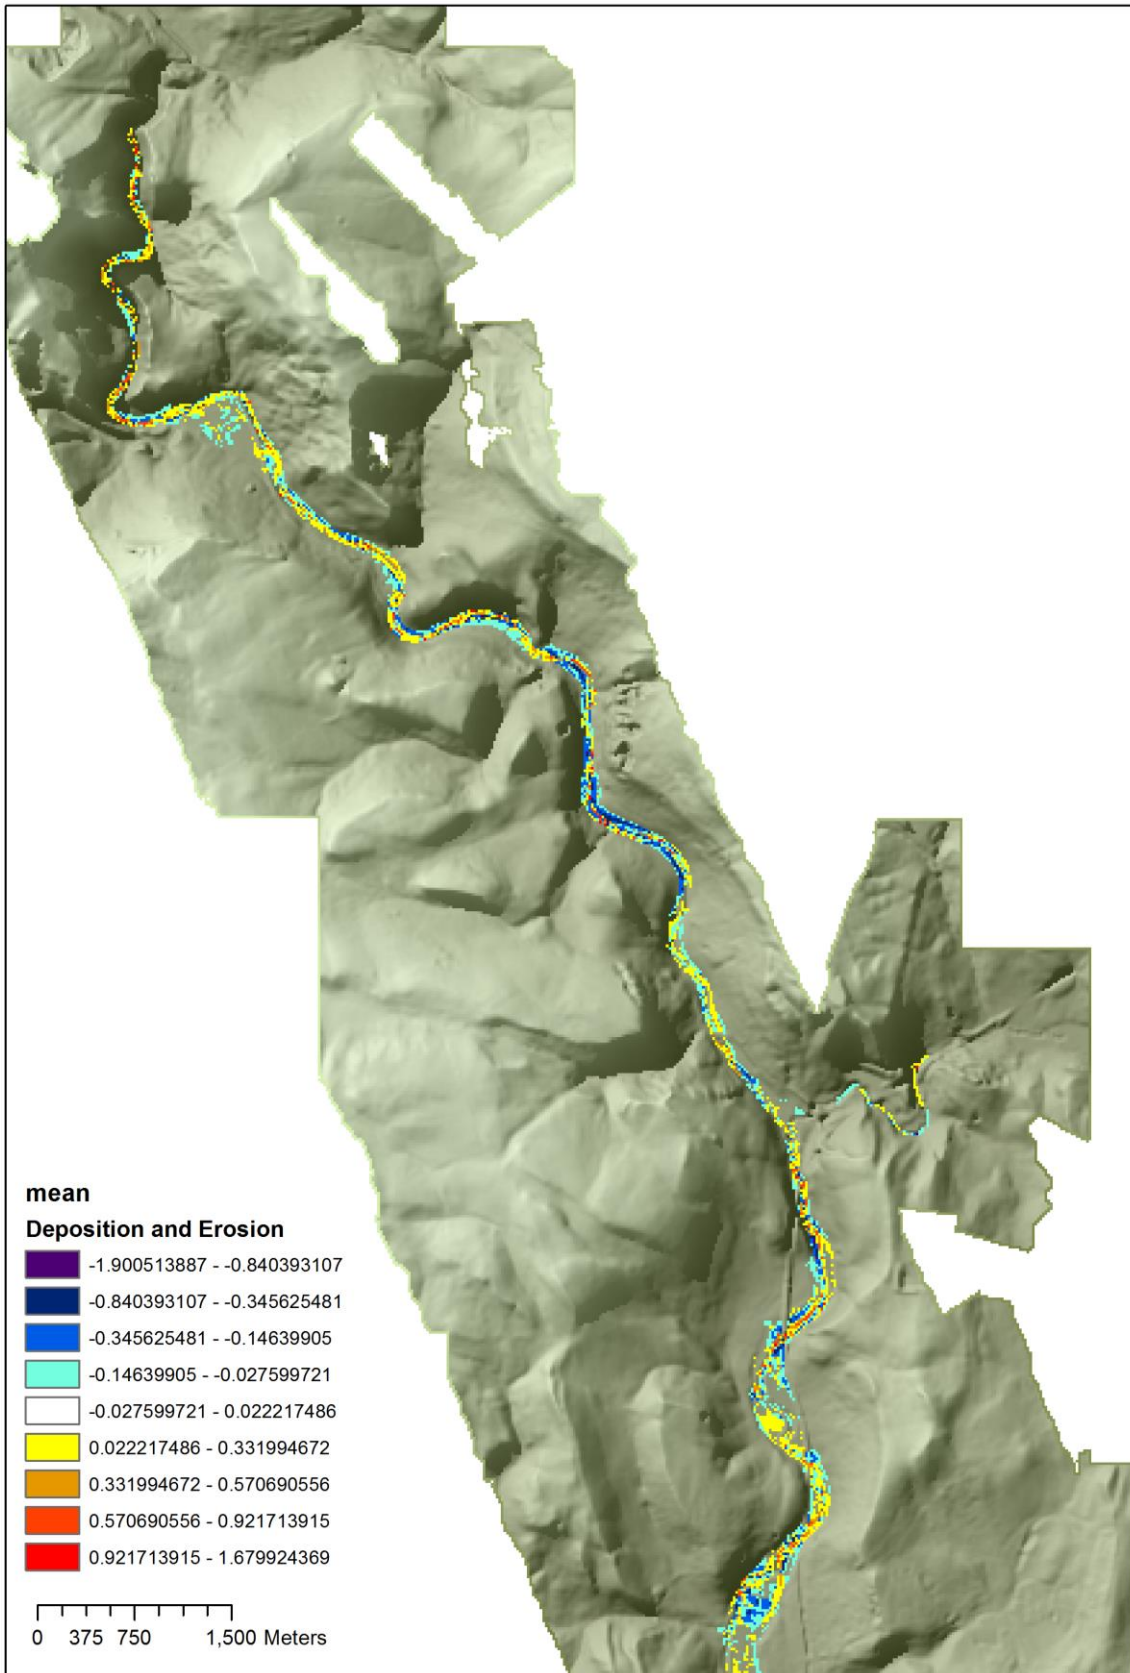 mean
Deposition and Erosion
-1.900513887 - -0.840393107
-0.840393107 - -0.345625481
-0.345625481 - -0.14639905
-0.14639905 - -0.027599721
-0.027599721 - 0.022217486
0.022217486 - 0.331994672
0.331994672 - 0.570690556
0.570690556 - 0.921713915
0.921713915 - 1.679924369
0 375 750 1,500 Meters